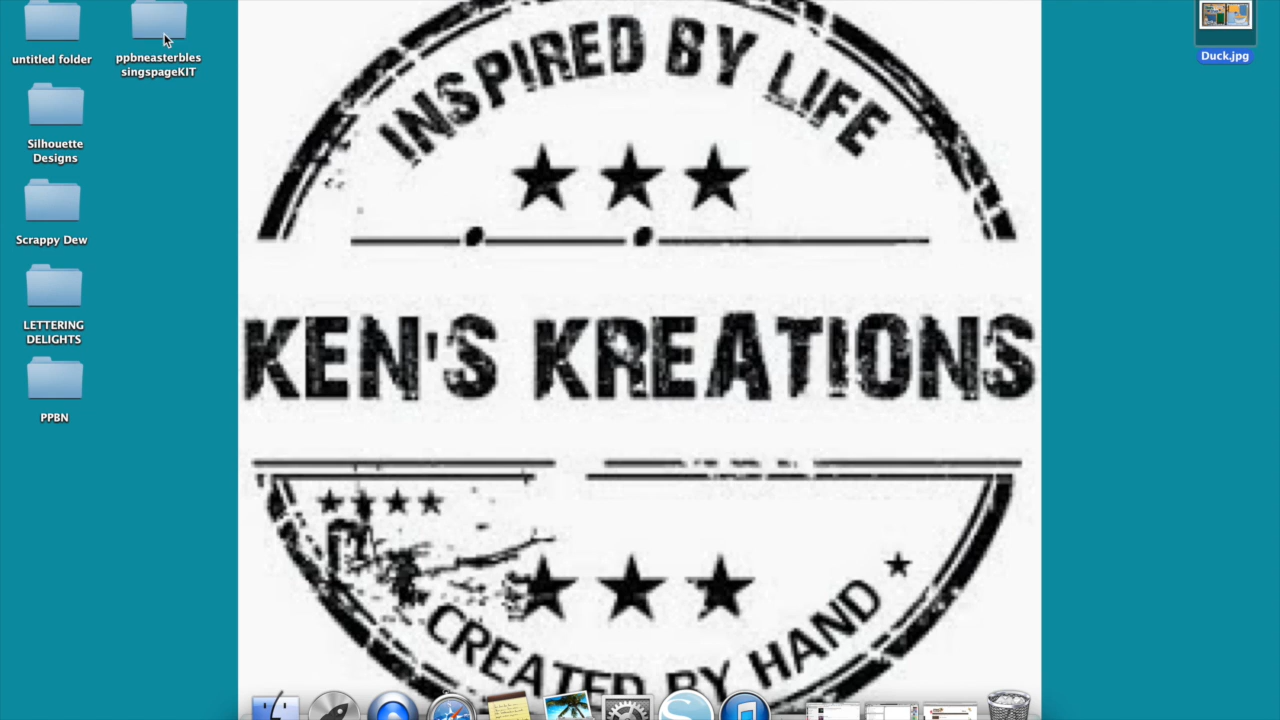 untitled folder
ppbneasterbles
singspageKIT
Duck.jpg
Silhouette
Designs
Scrappy Dew
LETTERING
DELIGHTS
PPBN
INSPIRED BY LIFE
KEN'S KREATIONS
CREATED BY HAND